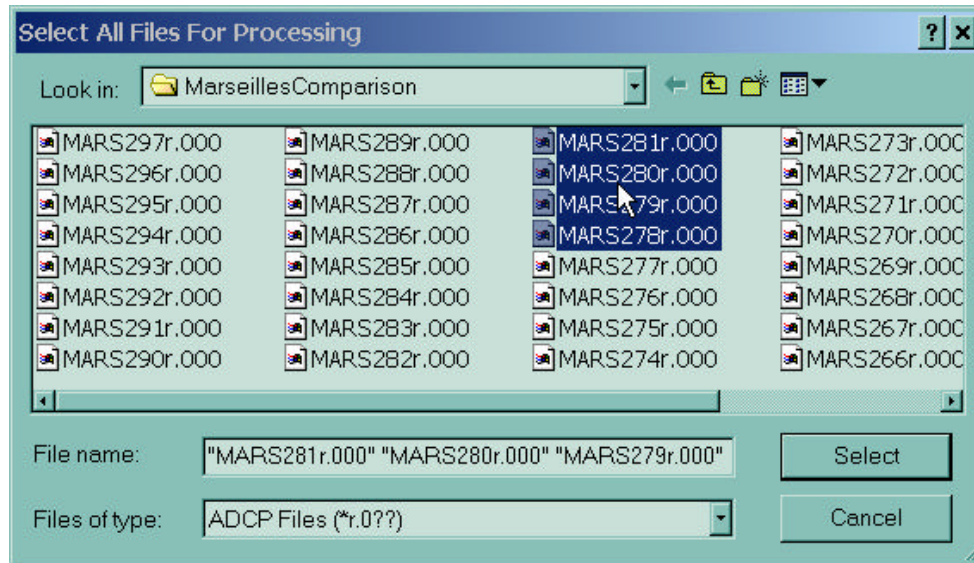 Select All Files For Processing
?
Look in: MarseillesComparison
MARS297r.000 MARS289r.000 MARS281r.000 MARS273r.000
MARS296r.000 MARS288r.000 MARS280r.000 MARS272r.000
MARS295r.000 MARS287r.000 MARS279r.000 MARS271r.000
MARS294r.000 MARS286r.000 MARS278r.000 MARS270r.000
MARS293r.000 MARS285r.000 MARS277r.000 MARS269r.000
MARS292r.000 MARS284r.000 MARS276r.000 MARS268r.000
MARS291r.000 MARS283r.000 MARS275r.000 MARS267r.000
MARS290r.000 MARS282r.000 MARS274r.000 MARS266r.000
File name: "MARS281r.000" "MARS280r.000" "MARS279r.000" Select
Files of type: ADCP Files (*r.0??) Cancel